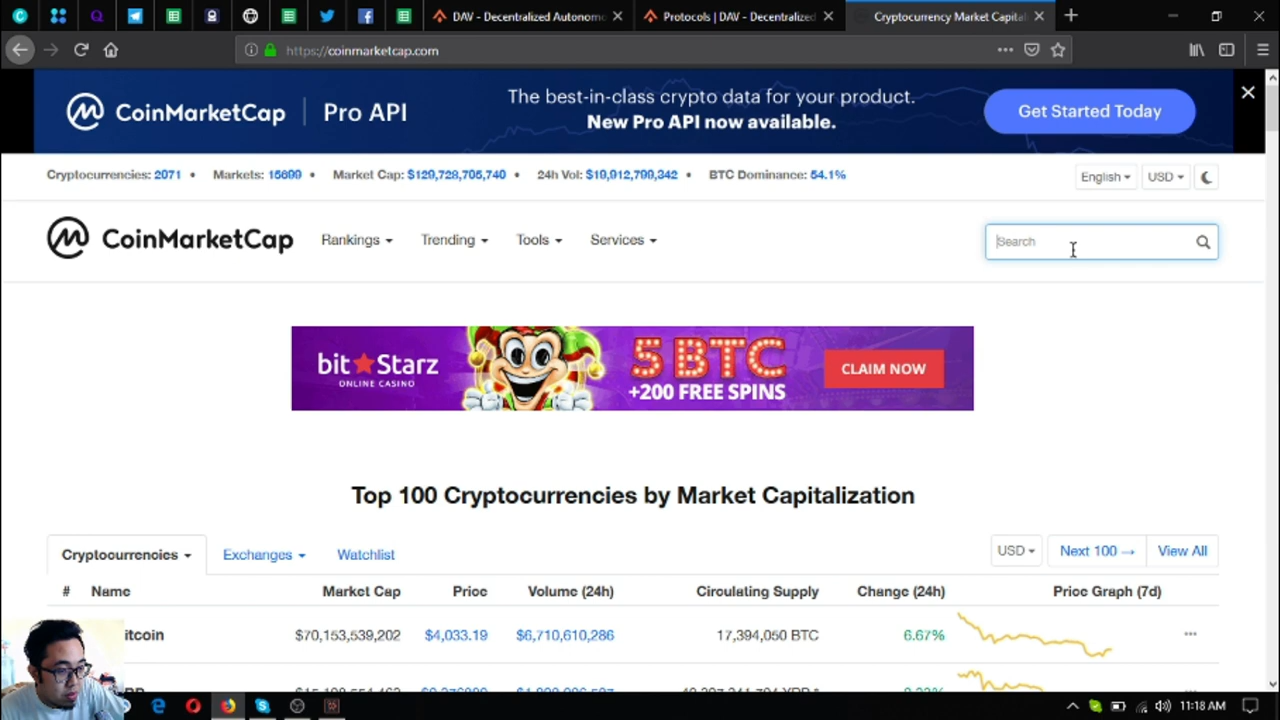 DAV - Decentralized Autonomo
Protocols | DAV - Decentralized
Cryptocurrency Market Capital
https://coinmarketcap.com
CoinMarketCap | Pro API
The best-in-class crypto data for your product.
New Pro API now available.
Get Started Today
Cryptocurrencies: 2071 • Markets: 15699 • Market Cap: $129,728,705,740 • 24h Vol: $19,912,799,342 • BTC Dominance: 54.1%
English USD
CoinMarketCap Rankings Trending Tools Services
Search
bitStarz
ONLINE CASINO
5 BTC
+200 FREE SPINS
CLAIM NOW
Top 100 Cryptocurrencies by Market Capitalization
Cryptocurrencies Exchanges Watchlist USD Next 100 → View All
# Name Market Cap Price Volume (24h) Circulating Supply Change (24h) Price Graph (7d)
itcoin $70,153,539,202 $4,033.19 $6,710,610,286 17,394,050 BTC 6.67%
11:18 AM